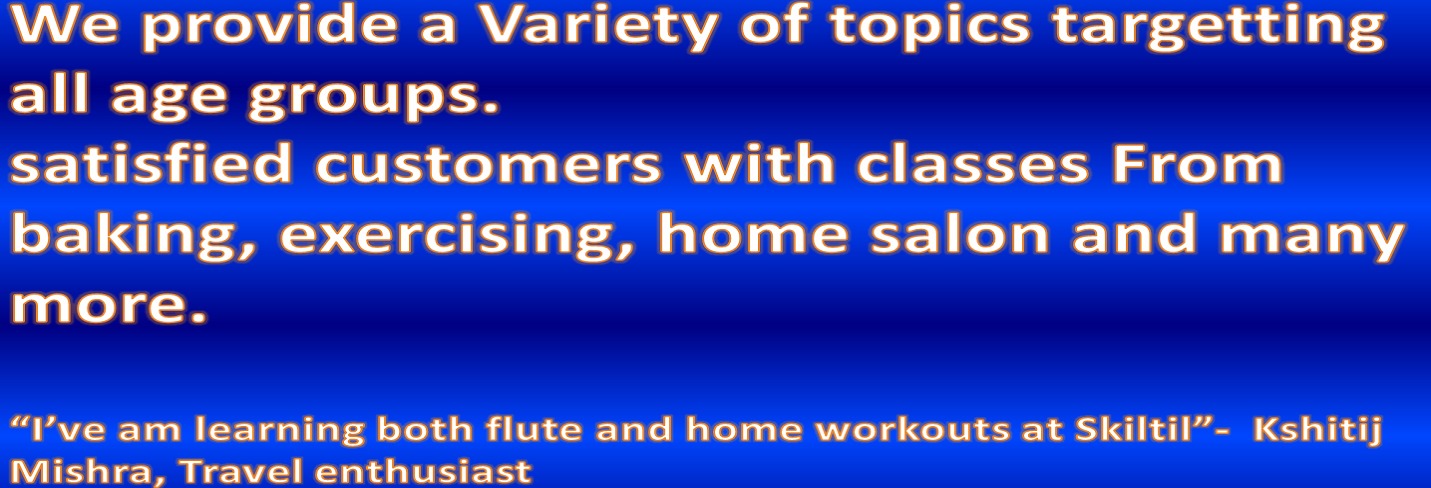 We provide a Variety of topics targetting
all age groups.
satisfied customers with classes From
baking, exercising, home salon and many
more.
“I’ve am learning both flute and home workouts at Skiltil”-  Kshitij
Mishra, Travel enthusiast